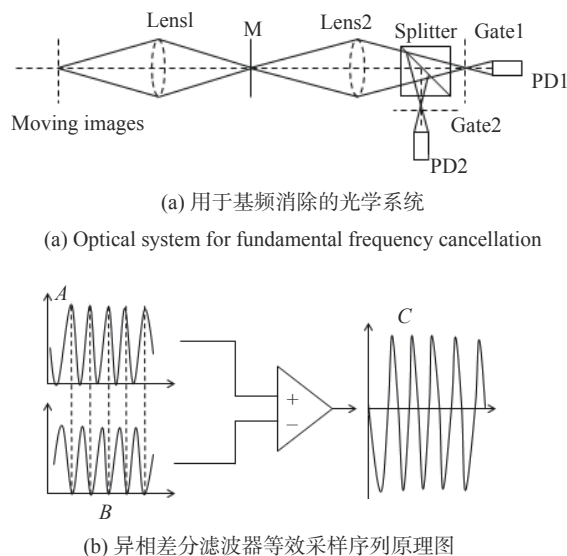 Lens1
M
Lens2
Splitter
Gate1
PD1
Moving images
Gate2
PD2
(a) 用于基频消除的光学系统
(a) Optical system for fundamental frequency cancellation
A
C
+
−
B
(b) 异相差分滤波器等效采样序列原理图